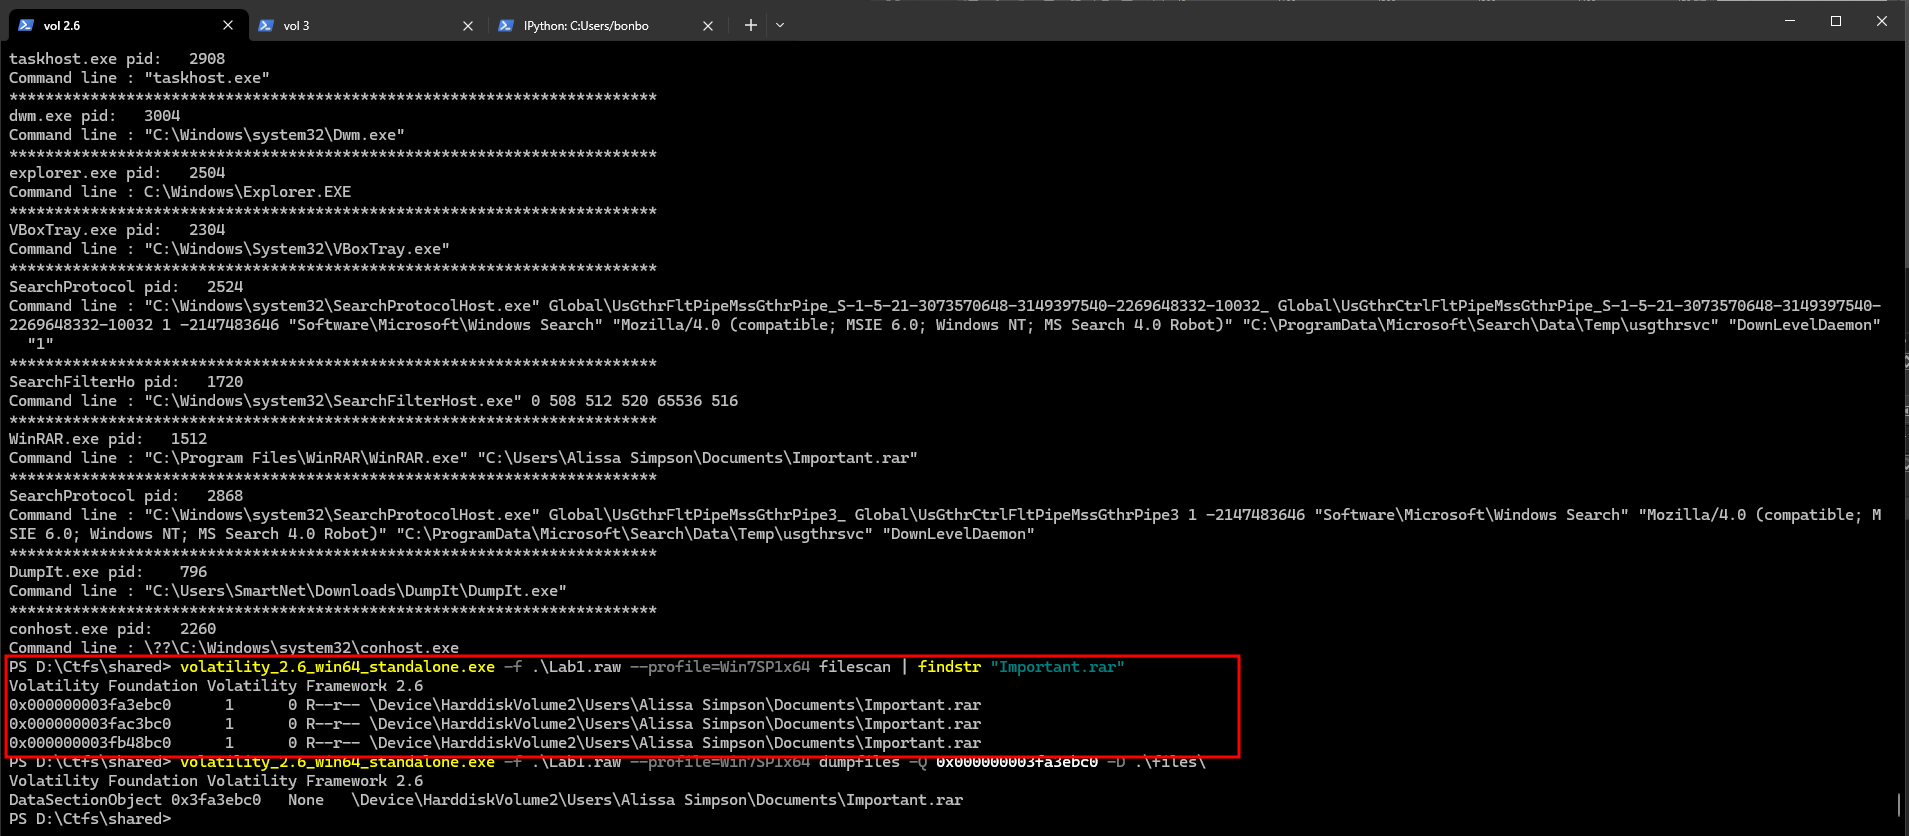 vol 2.6
vol 3
IPython: C:Users/bonbo
taskhost.exe pid:   2908
Command line : "taskhost.exe"
************************************************************************
dwm.exe pid:   3004
Command line : "C:\Windows\system32\Dwm.exe"
************************************************************************
explorer.exe pid:   2504
Command line : C:\Windows\Explorer.EXE
************************************************************************
VBoxTray.exe pid:   2304
Command line : "C:\Windows\System32\VBoxTray.exe"
************************************************************************
SearchProtocol pid:   2524
Command line : "C:\Windows\system32\SearchProtocolHost.exe" Global\UsGthrFltPipeMssGthrPipe_S-1-5-21-3073570648-3149397540-2269648332-10032_ Global\UsGthrCtrlFltPipeMssGthrPipe_S-1-5-21-3073570648-3149397540-
2269648332-10032 1 -2147483646 "Software\Microsoft\Windows Search" "Mozilla/4.0 (compatible; MSIE 6.0; Windows NT; MS Search 4.0 Robot)" "C:\ProgramData\Microsoft\Search\Data\Temp\usgthrsvc" "DownLevelDaemon"
"1"
************************************************************************
SearchFilterHo pid:   1720
Command line : "C:\Windows\system32\SearchFilterHost.exe" 0 508 512 520 65536 516
************************************************************************
WinRAR.exe pid:   1512
Command line : "C:\Program Files\WinRAR\WinRAR.exe" "C:\Users\Alissa Simpson\Documents\Important.rar"
************************************************************************
SearchProtocol pid:   2868
Command line : "C:\Windows\system32\SearchProtocolHost.exe" Global\UsGthrFltPipeMssGthrPipe3_ Global\UsGthrCtrlFltPipeMssGthrPipe3 1 -2147483646 "Software\Microsoft\Windows Search" "Mozilla/4.0 (compatible; M
SIE 6.0; Windows NT; MS Search 4.0 Robot)" "C:\ProgramData\Microsoft\Search\Data\Temp\usgthrsvc" "DownLevelDaemon"
************************************************************************
DumpIt.exe pid:    796
Command line : "C:\Users\SmartNet\Downloads\DumpIt\DumpIt.exe"
************************************************************************
conhost.exe pid:   2260
Command line : \??\C:\Windows\system32\conhost.exe
PS D:\Ctfs\shared> volatility_2.6_win64_standalone.exe -f .\Lab1.raw --profile=Win7SP1x64 filescan | findstr "Important.rar"
Volatility Foundation Volatility Framework 2.6
0x000000003fa3ebc0      1      0 R--r-- \Device\HarddiskVolume2\Users\Alissa Simpson\Documents\Important.rar
0x000000003fac3bc0      1      0 R--r-- \Device\HarddiskVolume2\Users\Alissa Simpson\Documents\Important.rar
0x000000003fb48bc0      1      0 R--r-- \Device\HarddiskVolume2\Users\Alissa Simpson\Documents\Important.rar
PS D:\Ctfs\shared> volatility_2.6_win64_standalone.exe -f .\Lab1.raw --profile=Win7SP1x64 dumpfiles -Q 0x000000003fa3ebc0 -D .\files\
Volatility Foundation Volatility Framework 2.6
DataSectionObject 0x3fa3ebc0   None   \Device\HarddiskVolume2\Users\Alissa Simpson\Documents\Important.rar
PS D:\Ctfs\shared>